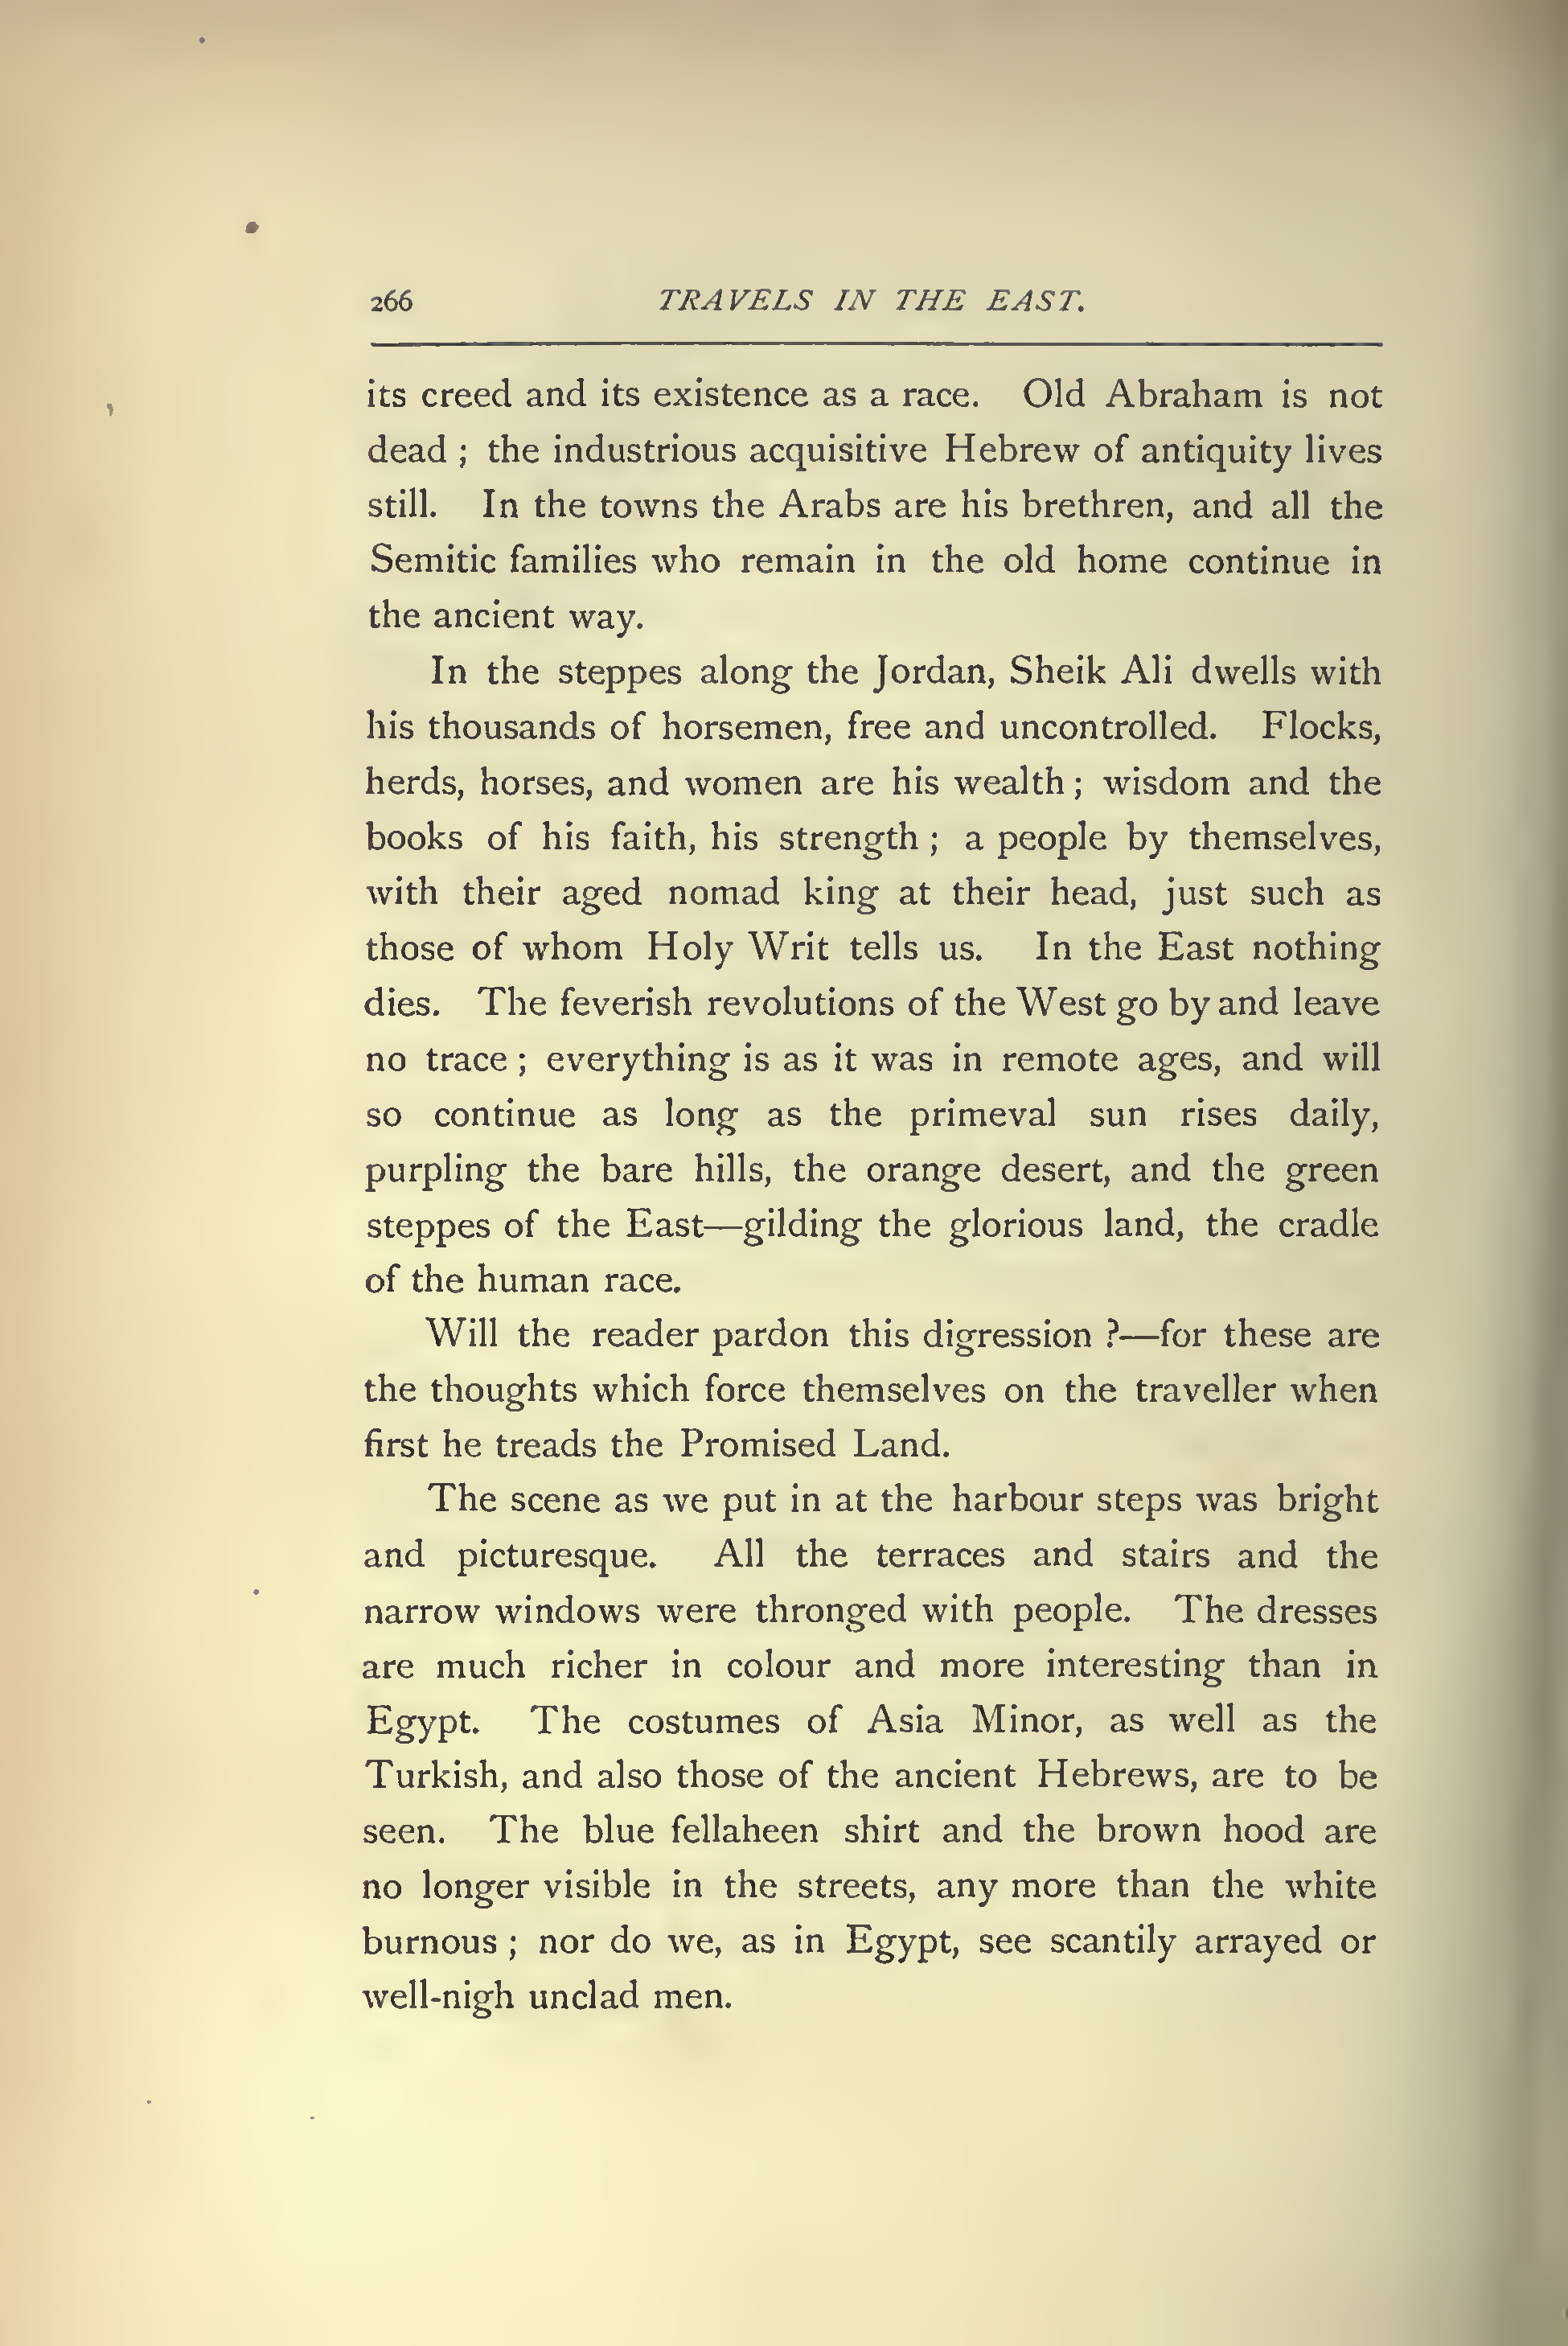 266 TRAVELS IN THE EAST.
its creed and its existence as a race. Old Abraham is not
dead ; the industrious acquisitive Hebrew of antiquity lives
still. In the towns the Arabs are his brethren, and all the
Semitic families who remain in the old home continue in
the ancient way.
In the steppes along the Jordan, Sheik Ali dwells with
his thousands of horsemen, free and uncontrolled. Flocks,
herds, horses, and women are his wealth ; wisdom and the
books of his faith, his strength ; a people by themselves,
with their aged nomad king at their head, just such as
those of whom Holy Writ tells us. In the East nothing
dies. The feverish revolutions of the West go by and leave
no trace ; everything is as it was in remote ages, and will
so continue as long as the primeval sun rises daily,
purpling the bare hills, the orange desert, and the green
steppes of the East—gilding the glorious land, the cradle
of the human race.
Will the reader pardon this digression ?—for these are
the thoughts which force themselves on the traveller when
first he treads the Promised Land.
The scene as we put in at the harbour steps was bright
and picturesque. All the terraces and stairs and the
narrow windows were thronged with people. The dresses
are much richer in colour and more interesting than in
Egypt. The costumes of Asia Minor, as well as the
Turkish, and also those of the ancient Hebrews, are to be
seen. The blue fellaheen shirt and the brown hood are
no longer visible in the streets, any more than the white
burnous ; nor do we, as in Egypt, see scantily arrayed or
well-nigh unclad men.